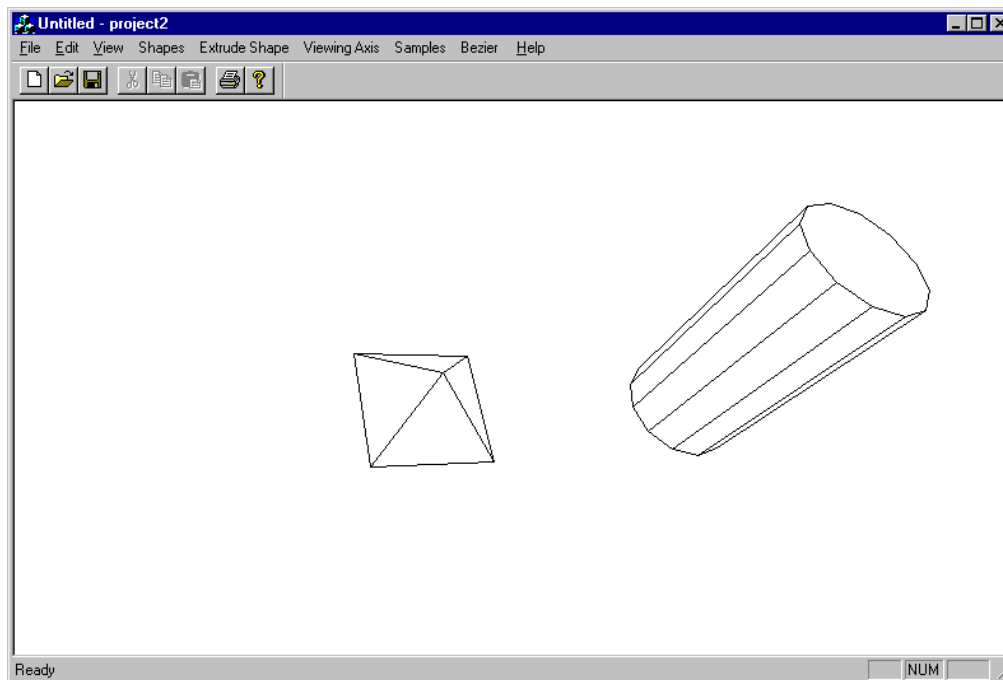 Untitled - project2
File Edit View Shapes Extrude Shape Viewing Axis Samples Bezier Help
?
Ready NUM